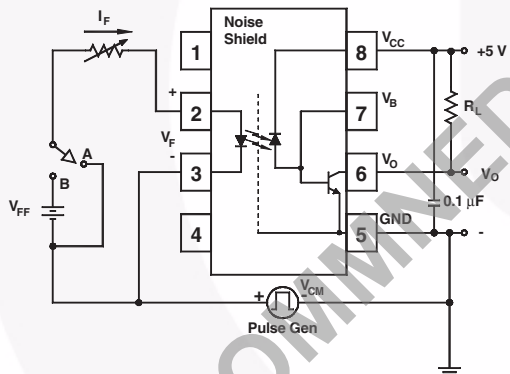 I_F
Noise
Shield
1
8
V_CC
+5 V
+
2
7
V_B
R_L
V_F
A
-
3
6
V_O
V_O
B
V_FF
0.1 µF
4
5
GND
-
+
V_CM
-
Pulse Gen
OMMNED